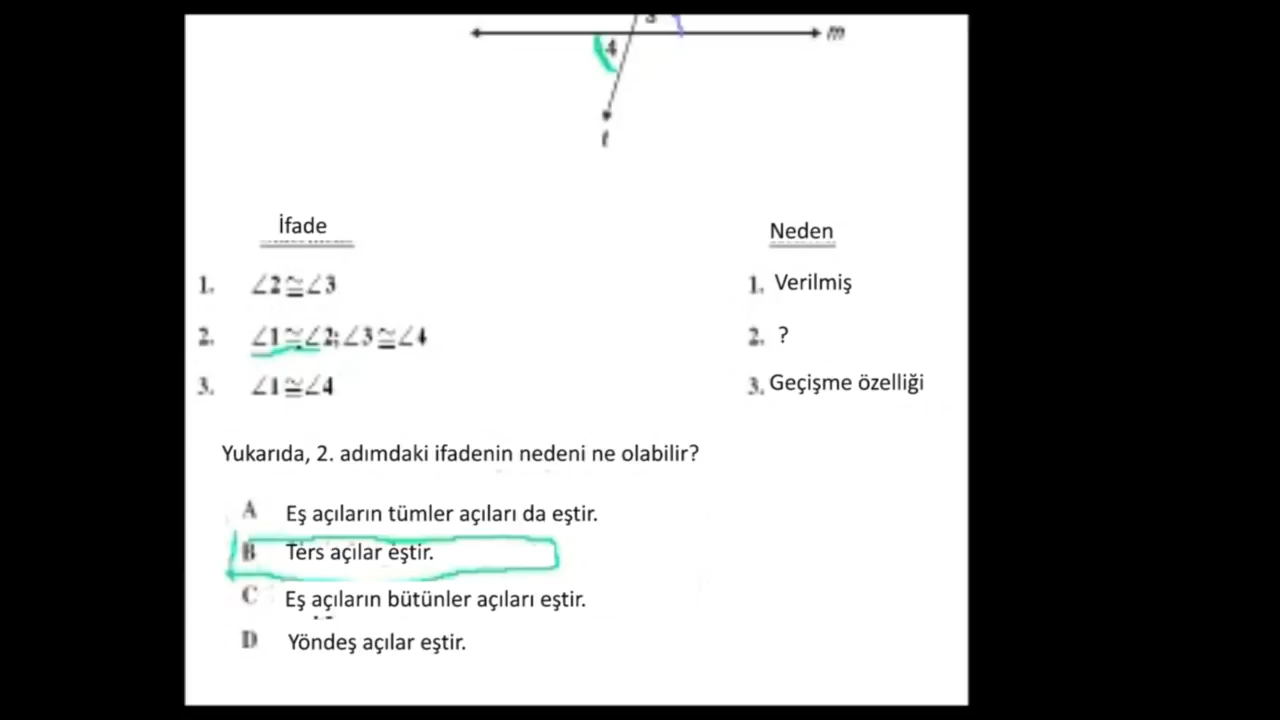 3
m
4
t
İfade
Neden
1. ∠2≅∠3
1. Verilmiş
2. ∠1≅∠2; ∠3≅∠4
2. ?
3. ∠1≅∠4
3. Geçişme özelliği
Yukarıda, 2. adımdaki ifadenin nedeni ne olabilir?
A Eş açıların tümler açıları da eştir.
B Ters açılar eştir.
C Eş açıların bütünler açıları eştir.
D Yöndeş açılar eştir.